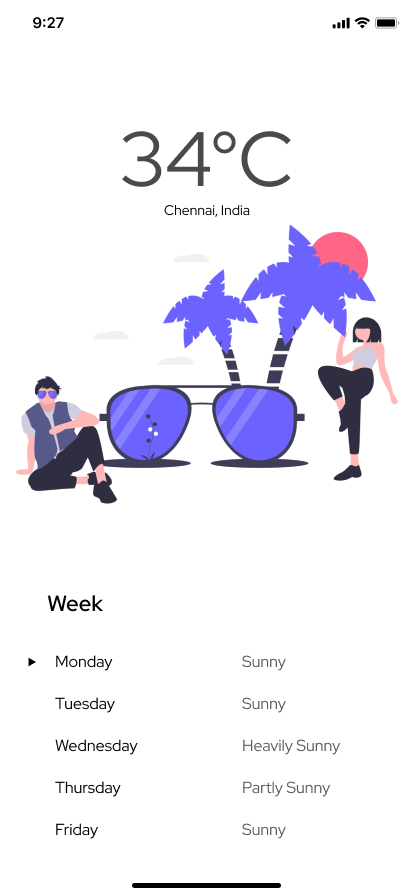 9:27
34°C
Chennai, India
Week
Monday Sunny
Tuesday Sunny
Wednesday Heavily Sunny
Thursday Partly Sunny
Friday Sunny